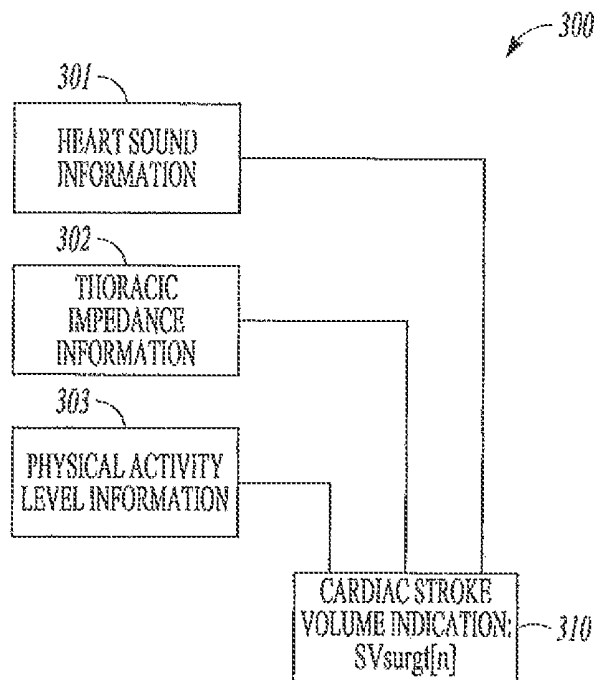 300
301
HEART SOUND
INFORMATION
302
THORACIC
IMPEDANCE
INFORMATION
303
PHYSICAL ACTIVITY
LEVEL INFORMATION
CARDIAC STROKE
VOLUME INDICATION:
SVsurgt[n]
310